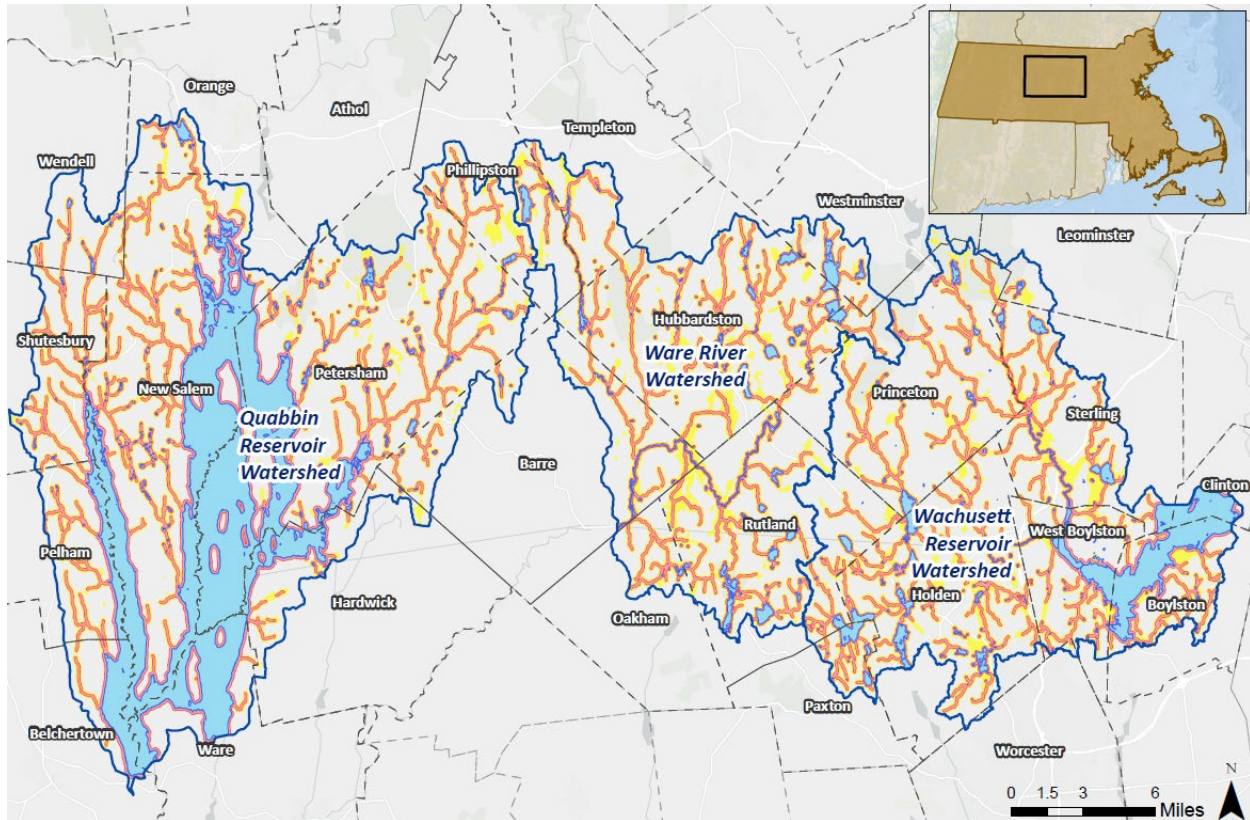 Orange
Athol
Templeton
Wendell
Phillipston
Westminster
Leominster
Shutesbury
Hubbardston
Ware River
Watershed
New Salem
Petersham
Princeton
Sterling
Quabbin
Reservoir
Watershed
Barre
Clinton
Rutland
Wachusett
Reservoir
Watershed
West Boylston
Pelham
Holden
Hardwick
Oakham
Boylston
Paxton
Belchertown
Ware
Worcester
N
0 1.5 3 6
Miles